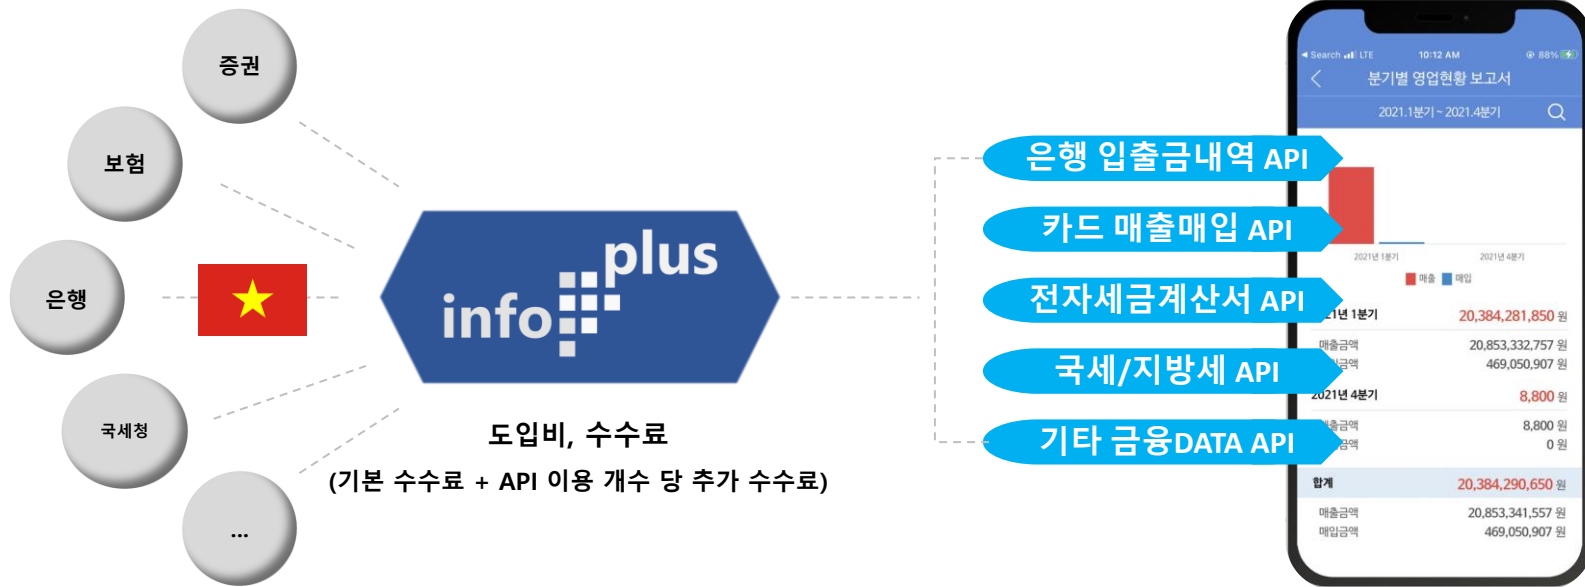 증권
보험
은행
국세청
...
info plus
도입비, 수수료
(기본 수수료 + API 이용 개수 당 추가 수수료)
은행 입출금내역 API
카드 매출매입 API
전자세금계산서 API
국세/지방세 API
기타 금융DATA API
Search LTE 10:12 AM 88%
분기별 영업현황 보고서
2021.1분기 ~ 2021.4분기
2021년 1분기 2021년 4분기
매출 매입
1분기 20,384,281,850 원
매출금액 20,853,332,757 원
금액 469,050,907 원
2021년 4분기 8,800 원
금액 8,800 원
금액 0 원
합계 20,384,290,650 원
매출금액 20,853,341,557 원
매입금액 469,050,907 원